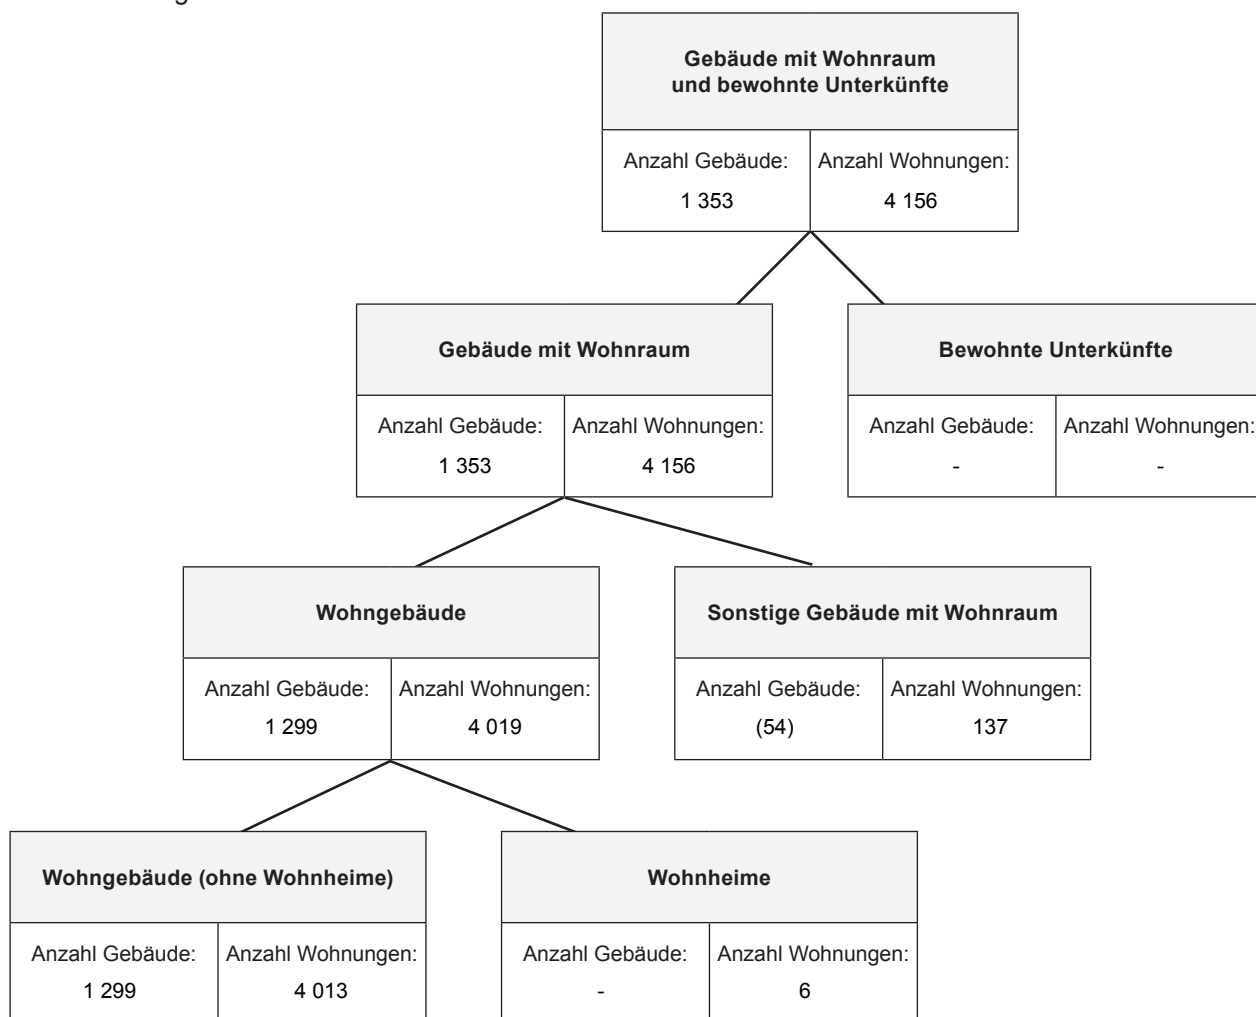 Gebäude mit Wohnraum
und bewohnte Unterkünfte
Anzahl Gebäude: Anzahl Wohnungen:
1 353 4 156
Gebäude mit Wohnraum Bewohnte Unterkünfte
Anzahl Gebäude: Anzahl Wohnungen: Anzahl Gebäude: Anzahl Wohnungen:
1 353 4 156 - -
Wohngebäude Sonstige Gebäude mit Wohnraum
Anzahl Gebäude: Anzahl Wohnungen: Anzahl Gebäude: Anzahl Wohnungen:
1 299 4 019 (54) 137
Wohngebäude (ohne Wohnheime) Wohnheime
Anzahl Gebäude: Anzahl Wohnungen: Anzahl Gebäude: Anzahl Wohnungen:
1 299 4 013 - 6